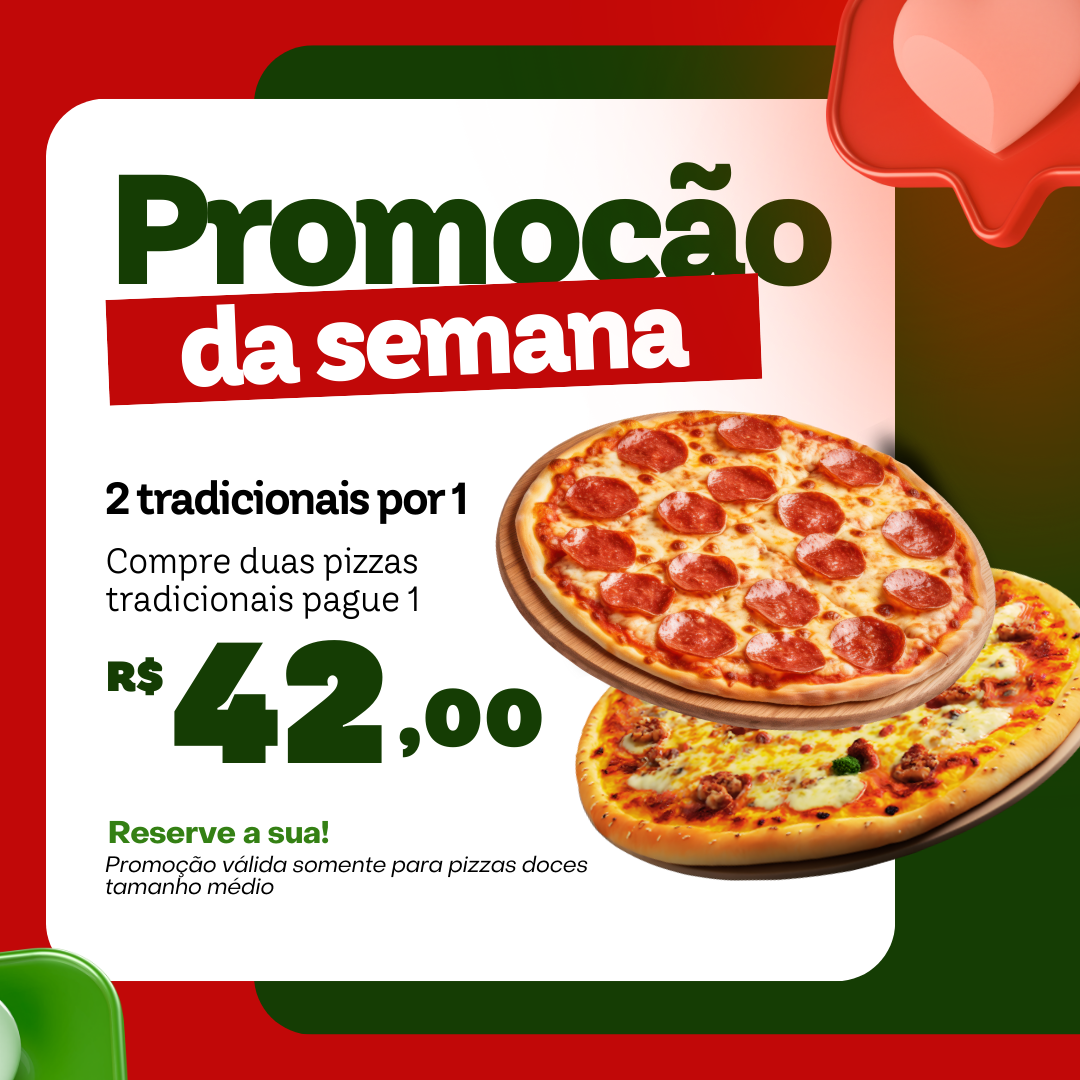 Promoção
da semana
2 tradicionais por 1
Compre duas pizzas
tradicionais pague 1
R$ 42,00
Reserve a sua!
Promoção válida somente para pizzas doces
tamanho médio